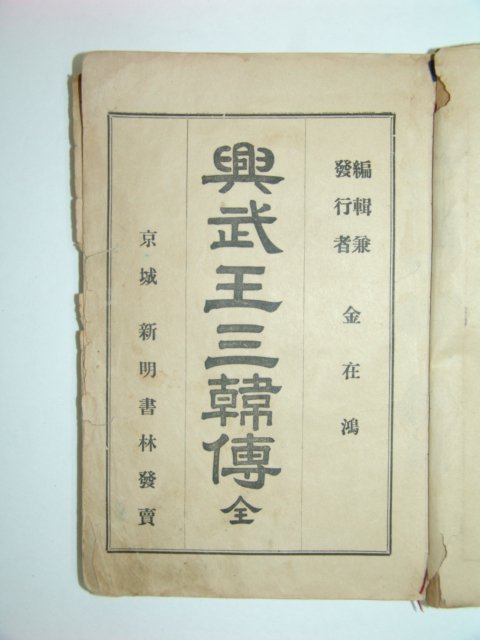 編輯兼
發行者
金在鴻
興武王三韓傳 全
京城 新明書林發賣